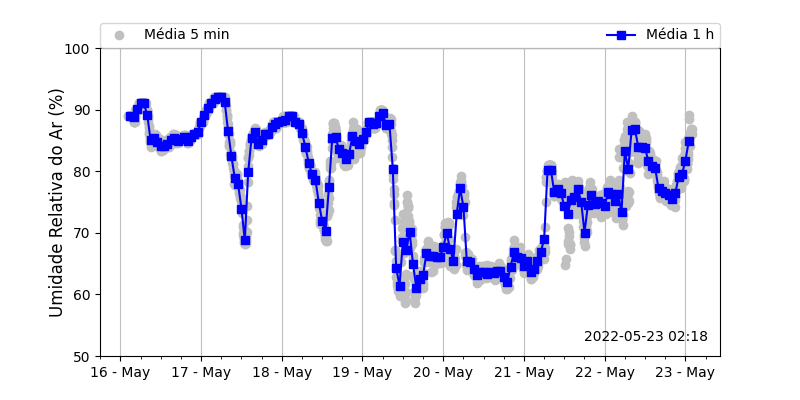 Média 5 min
Média 1 h
Umidade Relativa do Ar (%)
100
90
80
70
60
50
2022-05-23 02:18
16 - May
17 - May
18 - May
19 - May
20 - May
21 - May
22 - May
23 - May